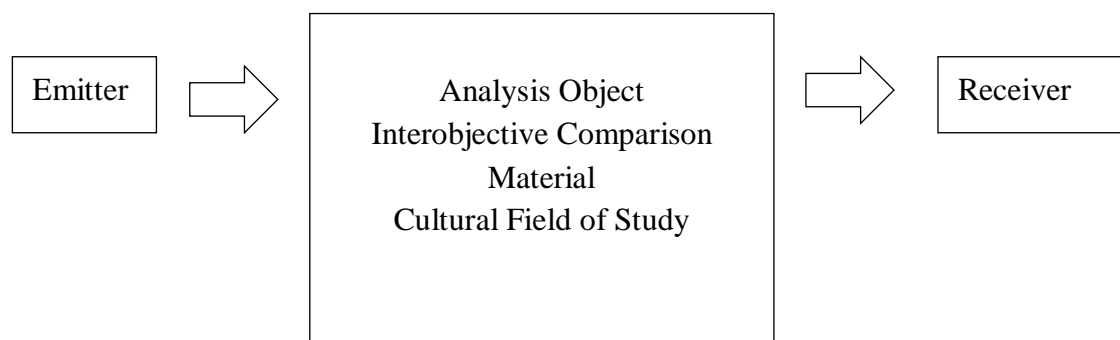 Emitter
Analysis Object
Interobjective Comparison
Material
Cultural Field of Study
Receiver